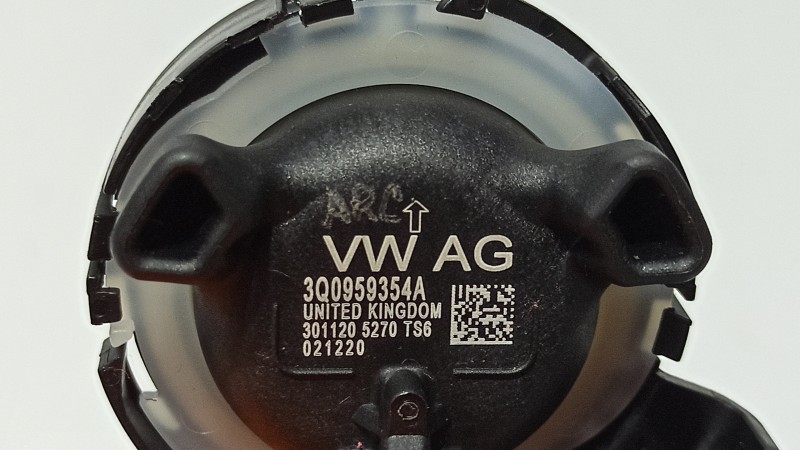 ARC
VW AG
3Q0959354A
UNITED KINGDOM
301120 5270 TS6
021220